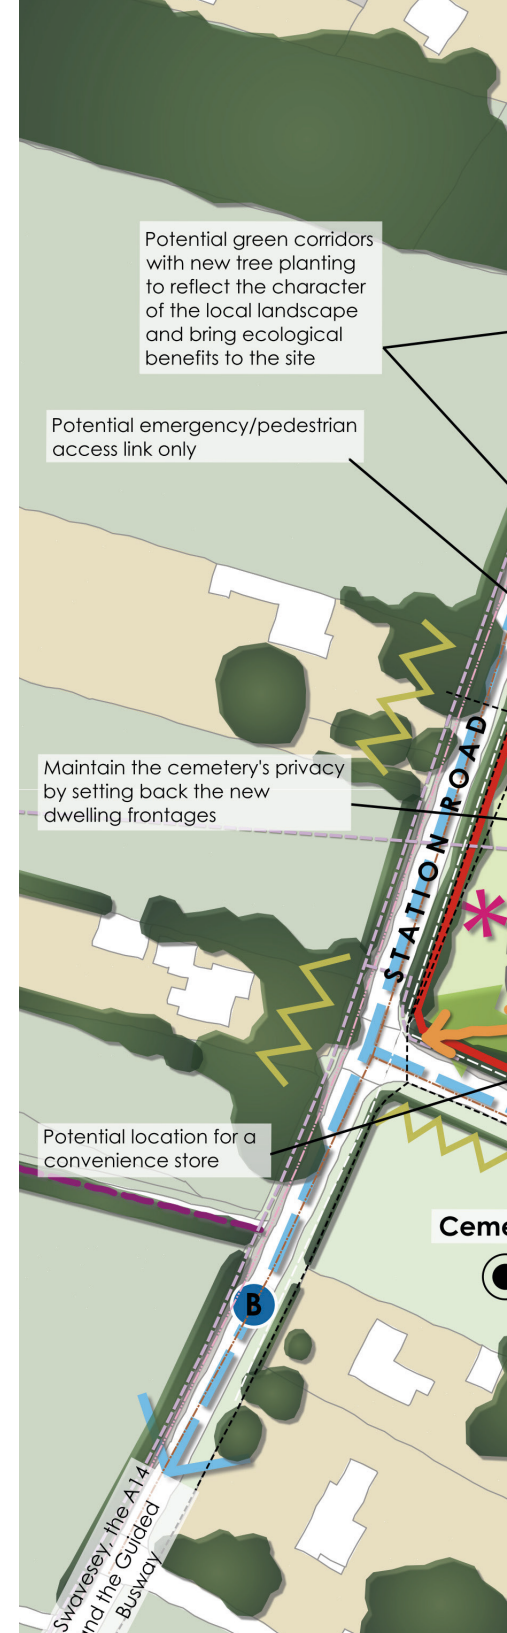 Potential green corridors
with new tree planting
to reflect the character
of the local landscape
and bring ecological
benefits to the site
Potential emergency/pedestrian
access link only
STATION ROAD
Maintain the cemetery's privacy
by setting back the new
dwelling frontages
Potential location for a
convenience store
Ceme
B
Swavesey, the A14
nd the Guided
Busway